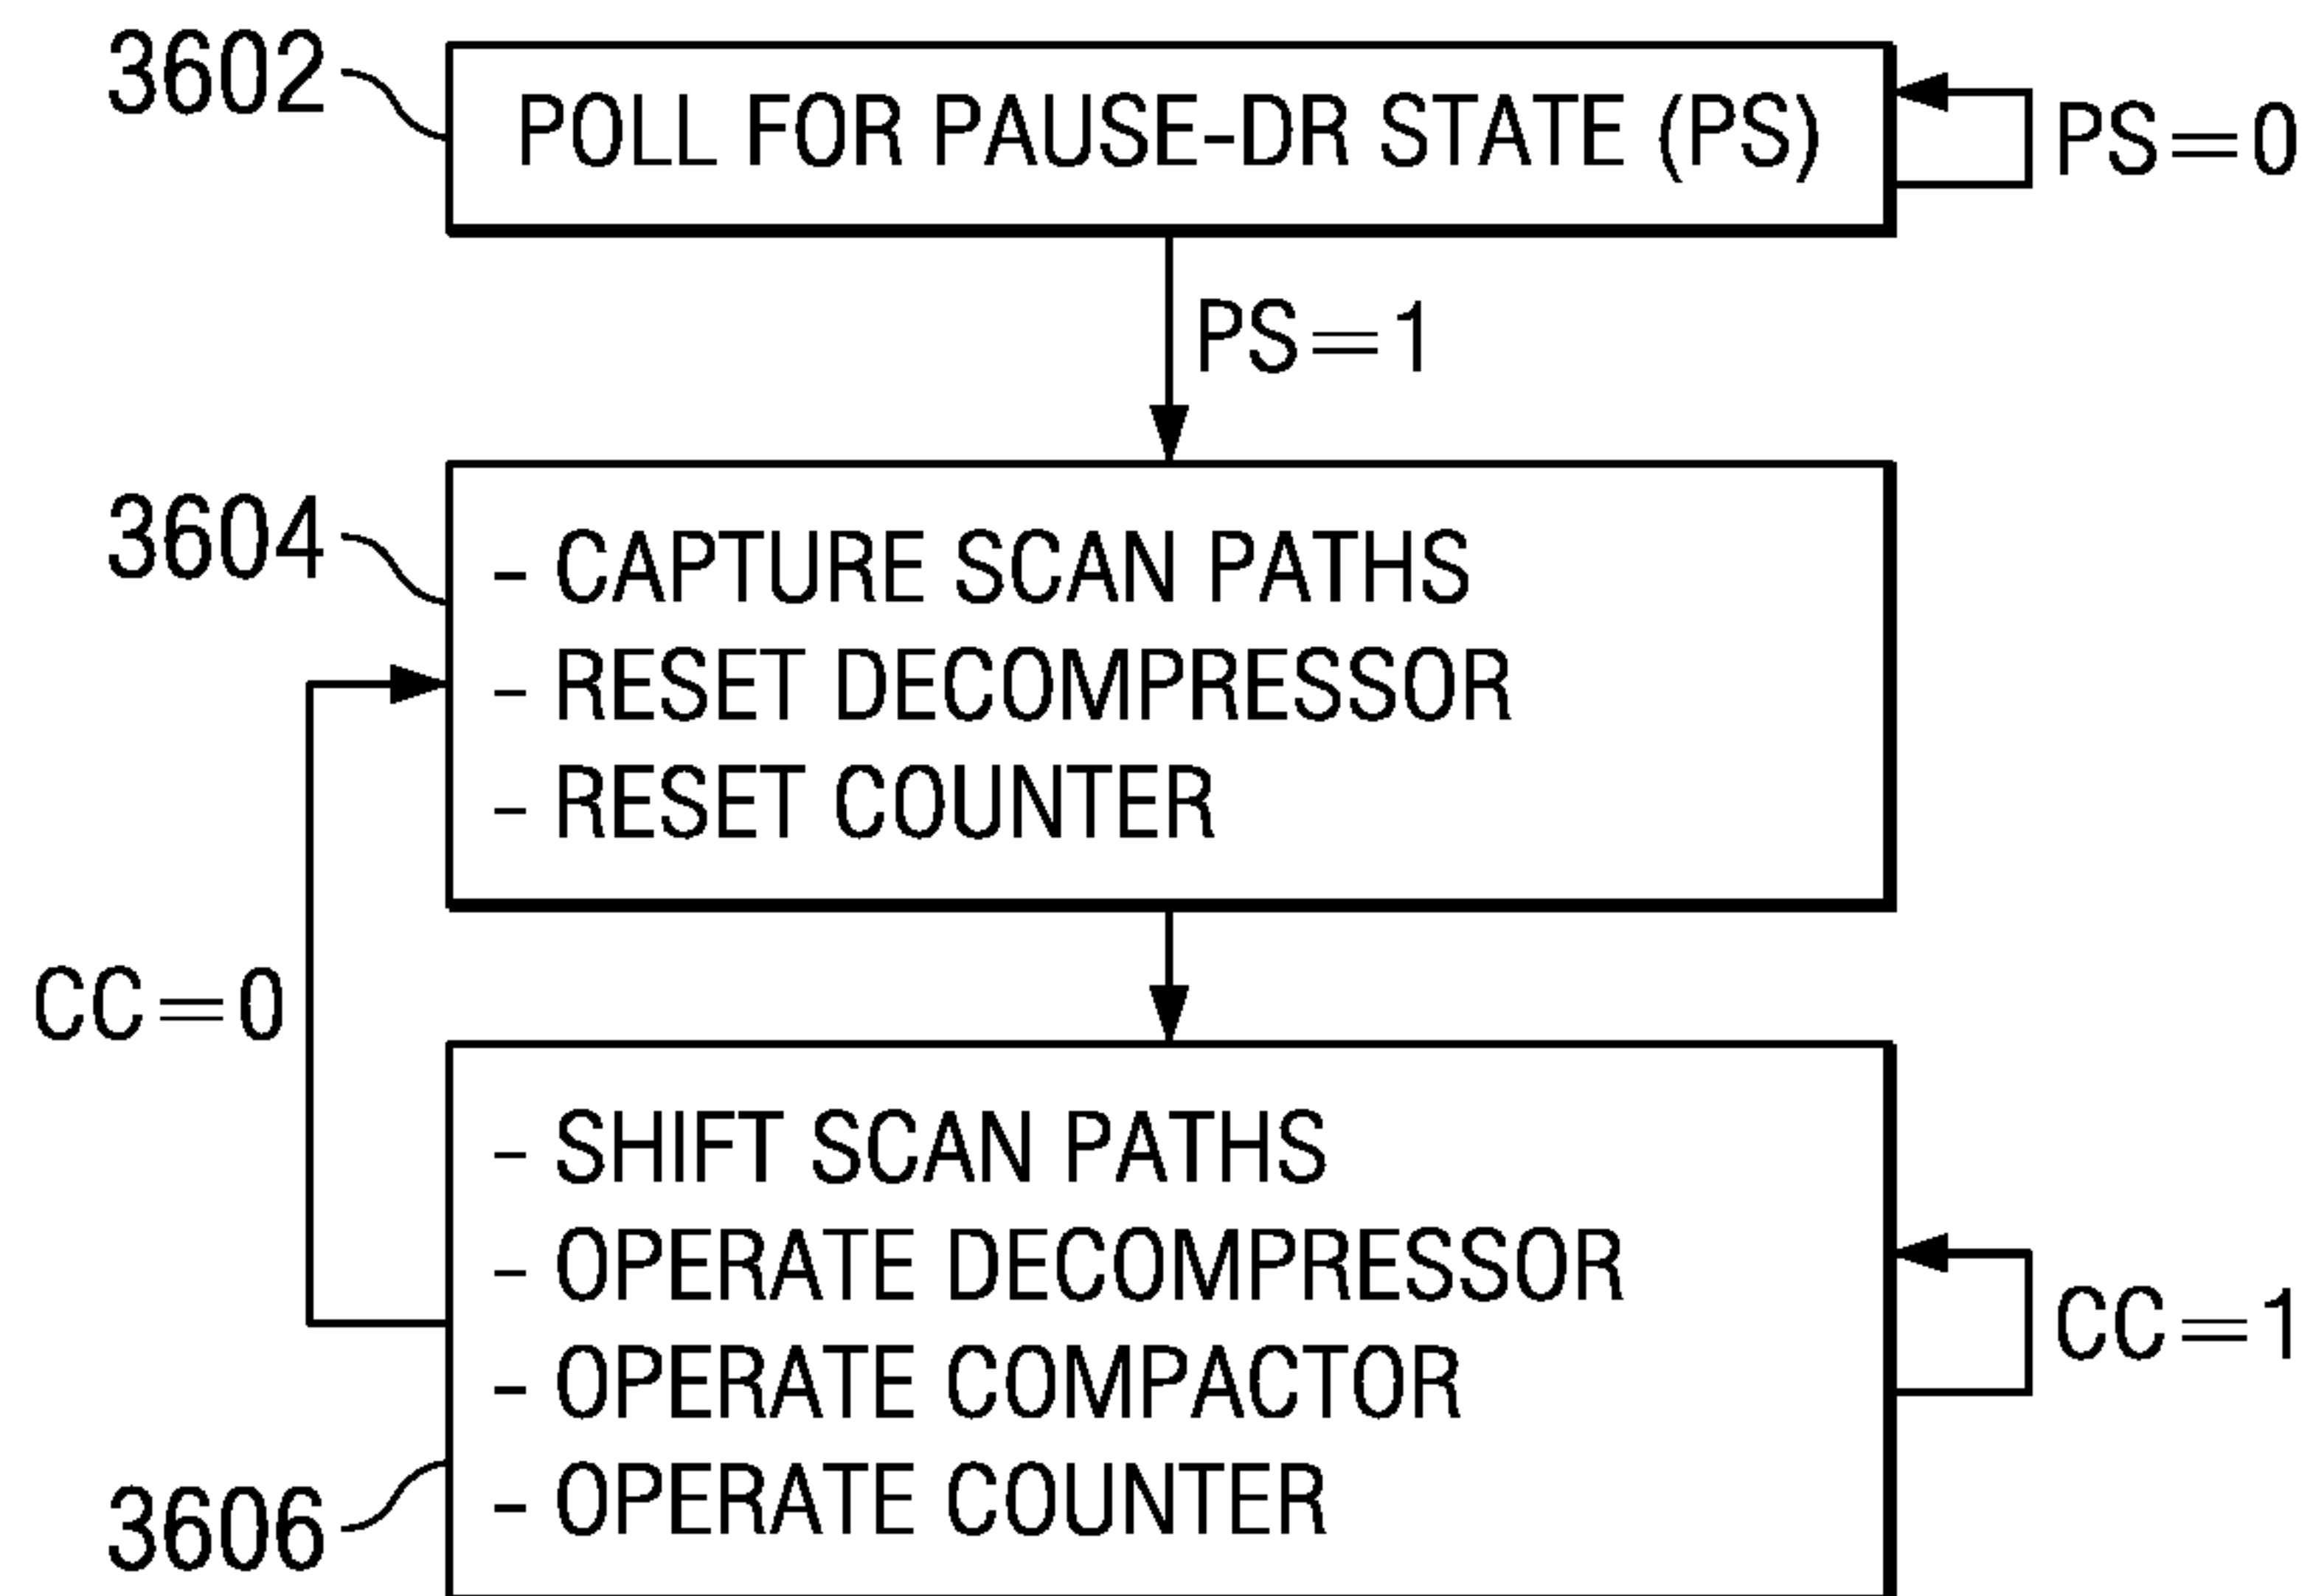 3602
POLL FOR PAUSE-DR STATE (PS)
PS=0
PS=1
3604
- CAPTURE SCAN PATHS
- RESET DECOMPRESSOR
- RESET COUNTER
CC=0
- SHIFT SCAN PATHS
- OPERATE DECOMPRESSOR
- OPERATE COMPACTOR
- OPERATE COUNTER
CC=1
3606